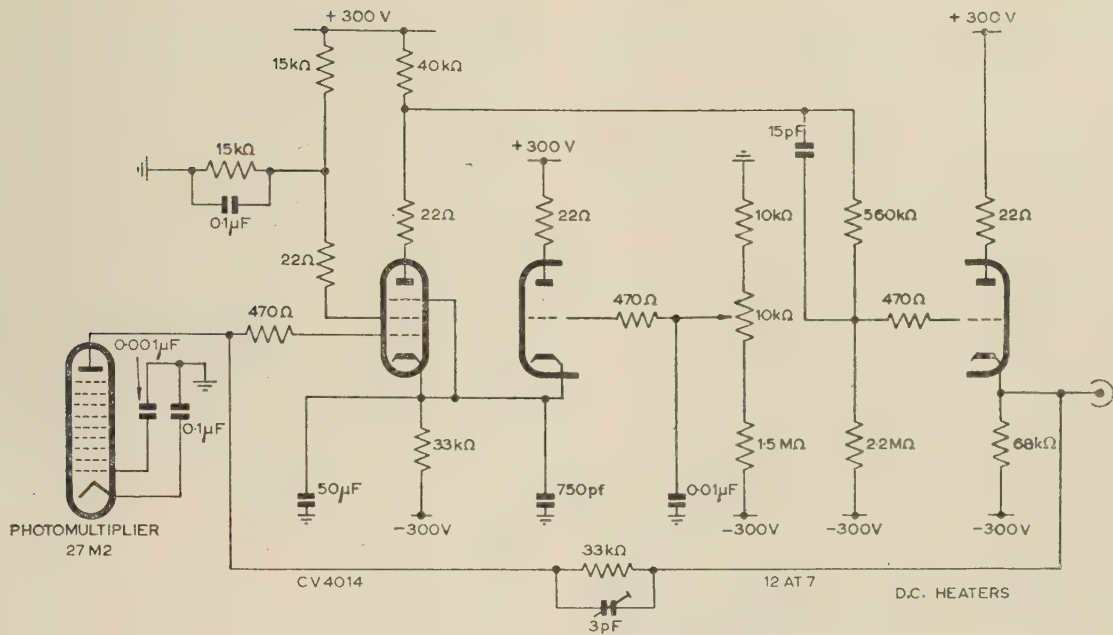 + 300 V
+ 300 V
15kΩ
40kΩ
15pF
+ 300 V
15kΩ
0·1μF
22Ω
22Ω
10kΩ
560kΩ
22Ω
22Ω
470Ω
470Ω
10kΩ
470Ω
0·001μF
0·1μF
33kΩ
1·5 MΩ
2·2MΩ
68kΩ
50μF
750pf
0·01μF
PHOTOMULTIPLIER
27 M2
-300V
-300V
-300V
-300V
33kΩ
CV4014
12 AT 7
D.C. HEATERS
3pF